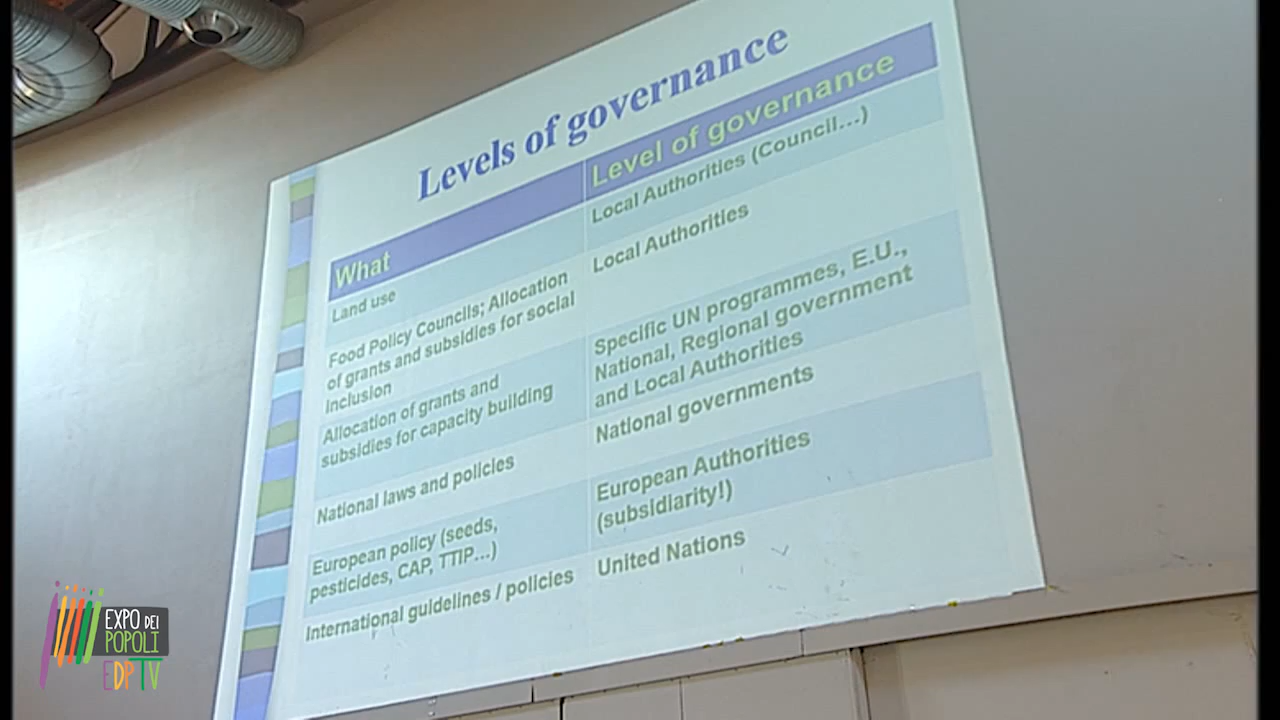 Levels of governance
What
Level of governance
Land use
Local Authorities (Council...)
Food Policy Councils; Allocation
of grants and subsidies for social
inclusion
Local Authorities
Allocation of grants and
subsidies for capacity building
Specific UN programmes, E.U.,
National, Regional government
and Local Authorities
National laws and policies
National governments
European policy (seeds,
pesticides, CAP, TTIP...)
European Authorities
(subsidiarity!)
International guidelines / policies
United Nations
EXPO DEI
POPOLI
EDPTV